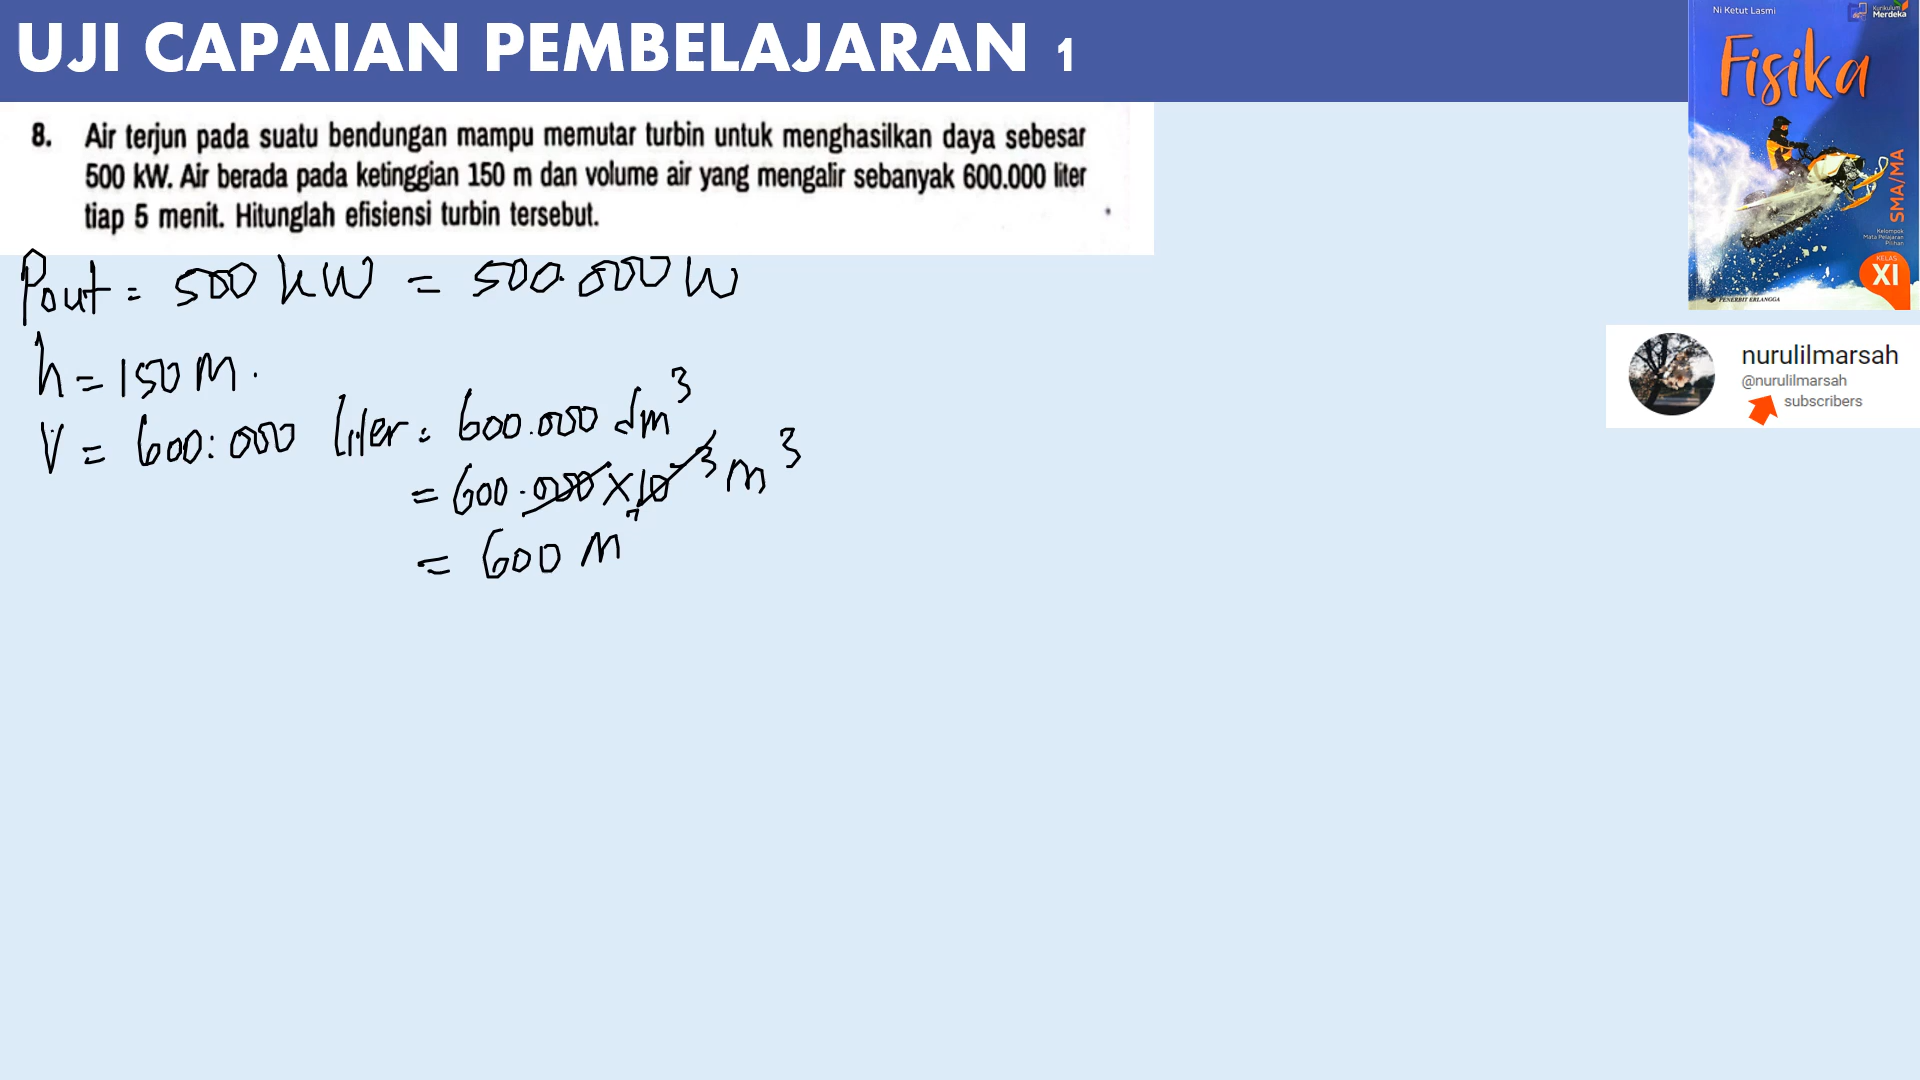 UJI CAPAIAN PEMBELAJARAN 1
8. Air terjun pada suatu bendungan mampu memutar turbin untuk menghasilkan daya sebesar
500 kW. Air berada pada ketinggian 150 m dan volume air yang mengalir sebanyak 600.000 liter
tiap 5 menit. Hitunglah efisiensi turbin tersebut.
Pout = 500 kW = 500.000 W
h = 150 m.
V = 600.000 liter = 600.000 dm³
= 600.000 × 10⁻³ m³
= 600 m
Ni Ketut Lasmi
Kurikulum
Merdeka
Fisika
SMA/MA
Kelompok
Mata Pelajaran
Pilihan
KELAS
XI
PENERBIT ERLANGGA
nurulilmarsah
@nurulilmarsah
subscribers